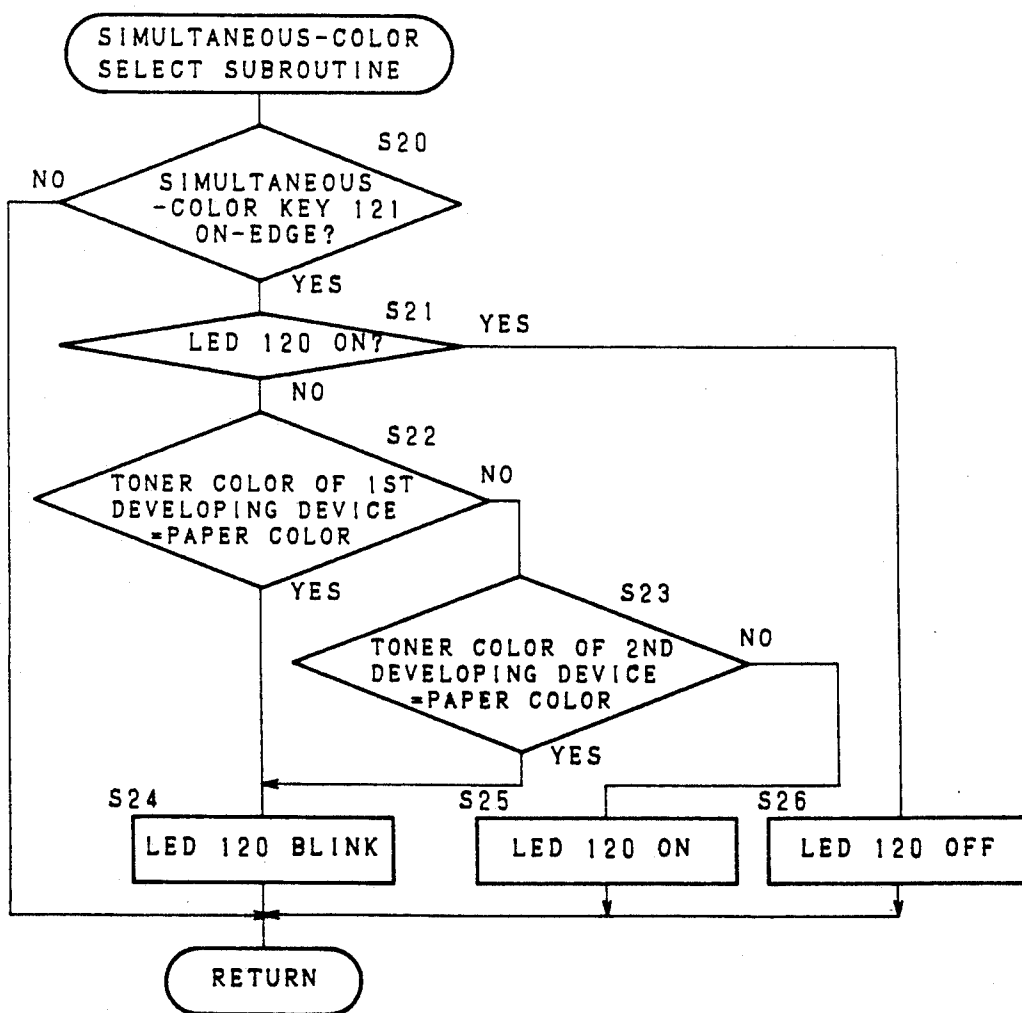 SIMULTANEOUS-COLOR
SELECT SUBROUTINE
S20
NO
SIMULTANEOUS
-COLOR KEY 121
ON-EDGE?
YES
S21
YES
LED 120 ON?
NO
S22
NO
TONER COLOR OF 1ST
DEVELOPING DEVICE
=PAPER COLOR
YES
S23
NO
TONER COLOR OF 2ND
DEVELOPING DEVICE
=PAPER COLOR
YES
S24
S25
S26
LED 120 BLINK
LED 120 ON
LED 120 OFF
RETURN